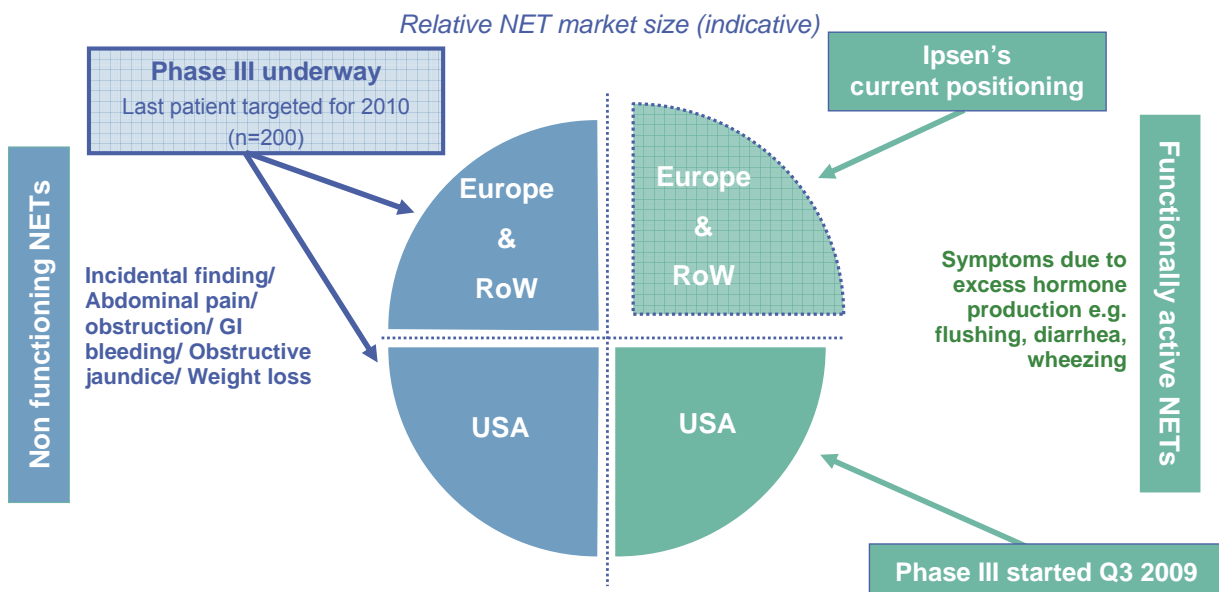 Relative NET market size (indicative)
Phase III underway
Last patient targeted for 2010
(n=200)
Ipsen's
current positioning
Non functioning NETs
Incidental finding/
Abdominal pain/
obstruction/ GI
bleeding/ Obstructive
jaundice/ Weight loss
Europe
&
RoW
Europe
&
RoW
Symptoms due to
excess hormone
production e.g.
flushing, diarrhea,
wheezing
Functionally active NETs
USA
USA
Phase III started Q3 2009